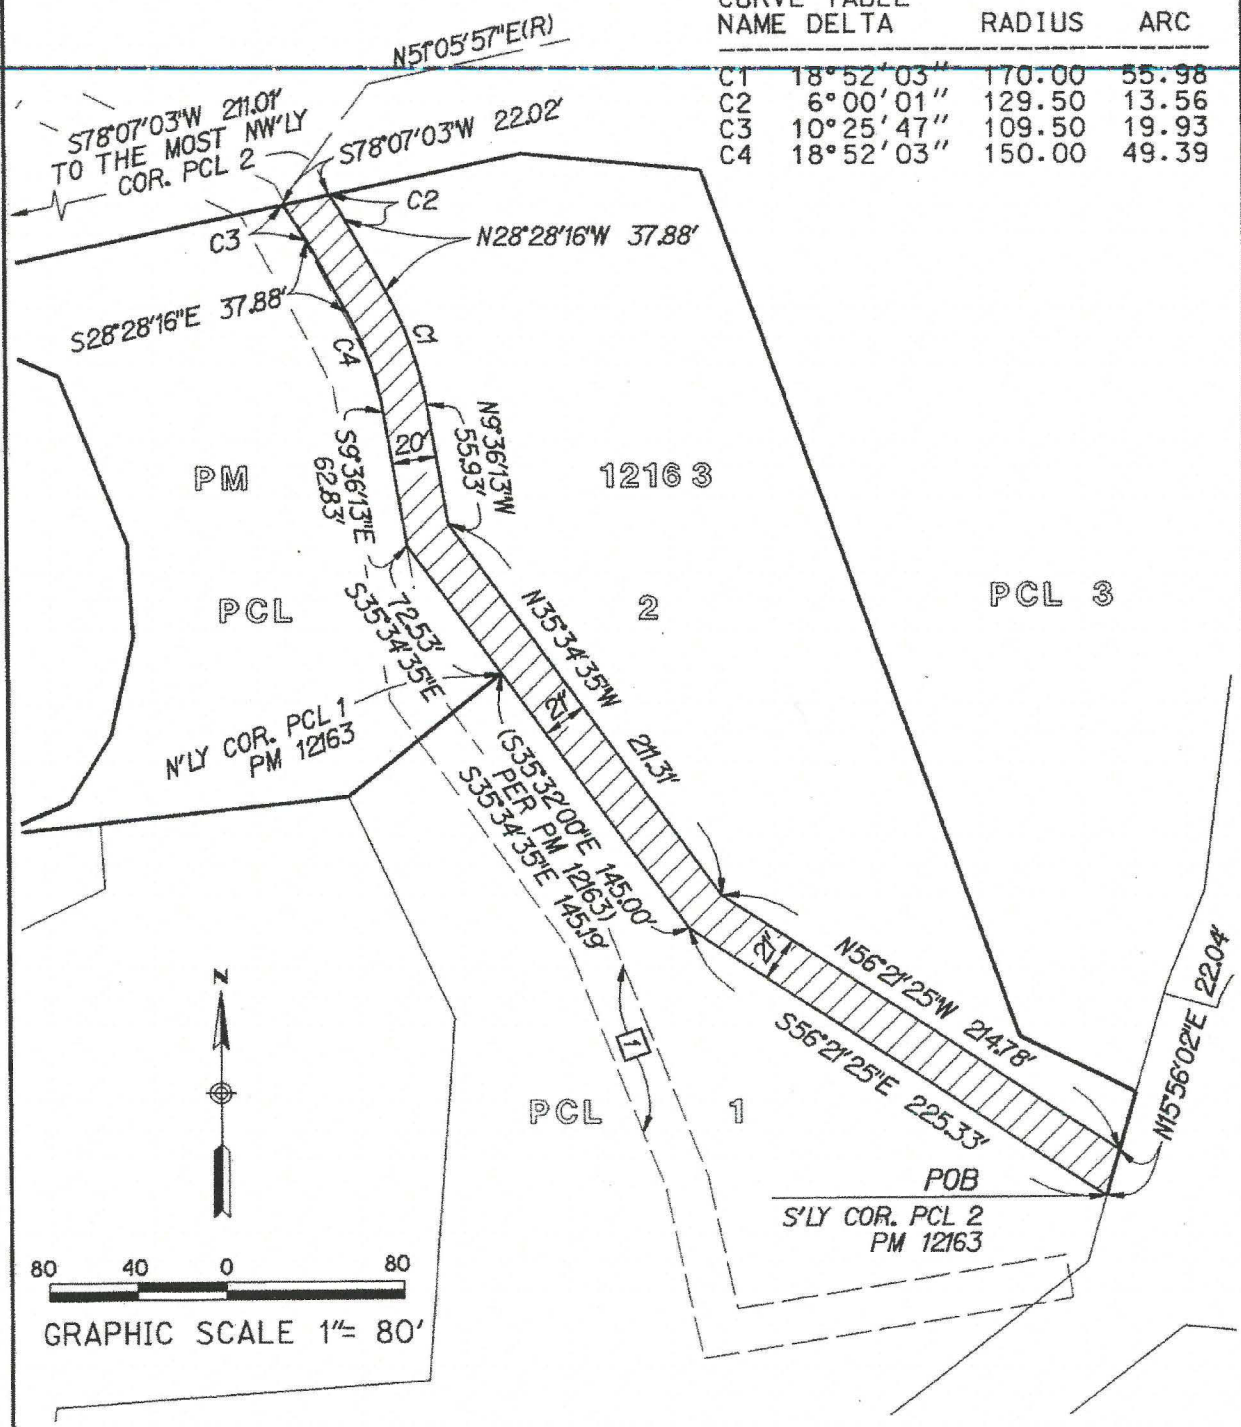 CURVE TABLE
NAME DELTA RADIUS ARC
C1 18°52'03" 170.00 55.98
C2 6°00'01" 129.50 13.56
C3 10°25'47" 109.50 19.93
C4 18°52'03" 150.00 49.39
N51°05'57"E(R)
S78°07'03"W 211.01'
TO THE MOST NW'LY
COR. PCL 2
S78°07'03"W 22.02'
C2
C3
N28°28'16"W 37.88'
S28°28'16"E 37.88'
C1
C4
N9°36'13"W
55.93'
20'
S9°36'13"E
62.83'
PM
12163
PCL
2
PCL 3
72.53'
S35°34'35"E
N35°34'35"W 211.31'
21'
N'LY COR. PCL 1
PM 12163
(S35°32'00"E 145.00'
PER PM 12163)
S35°34'35"E 145.19'
21'
N56°21'25"W 214.78'
S56°21'25"E 225.33'
N15°56'02"E 22.04'
N
1
PCL 1
POB
S'LY COR. PCL 2
PM 12163
80 40 0 80
GRAPHIC SCALE 1"= 80'